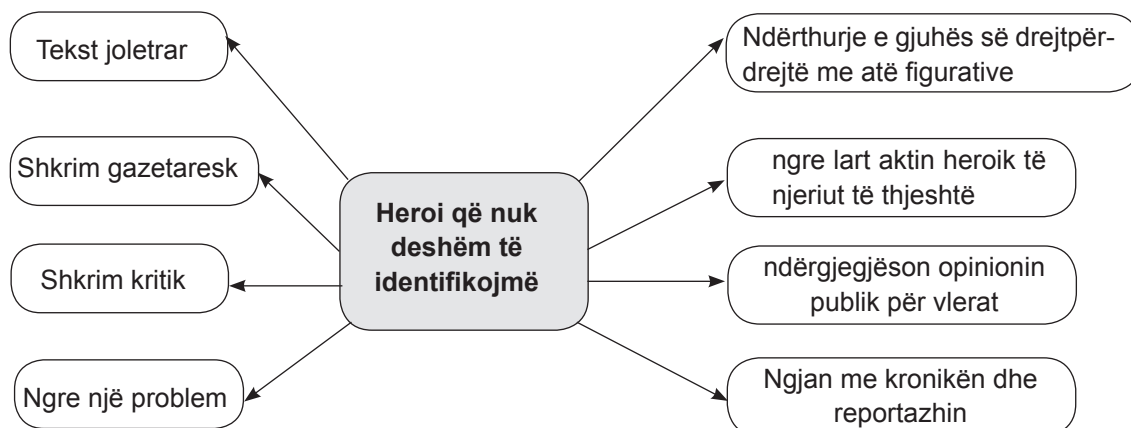 Tekst joletrar
Shkrim gazetaresk
Shkrim kritik
Ngre një problem
Heroi që nuk
deshëm të
identifikojmë
Ndërthurje e gjuhës së drejtpër-
drejtë me atë figurative
ngre lart aktin heroik të
njeriut të thjeshtë
ndërgjegjëson opinionin
publik për vlerat
Ngjan me kronikën dhe
reportazhin